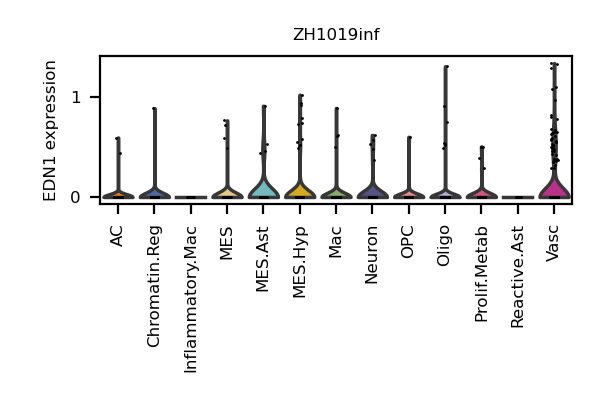 ZH1019inf
EDN1 expression
1
0
AC
Chromatin.Reg
Inflammatory.Mac
MES
MES.Ast
MES.Hyp
Mac
Neuron
OPC
Oligo
Prolif.Metab
Reactive.Ast
Vasc